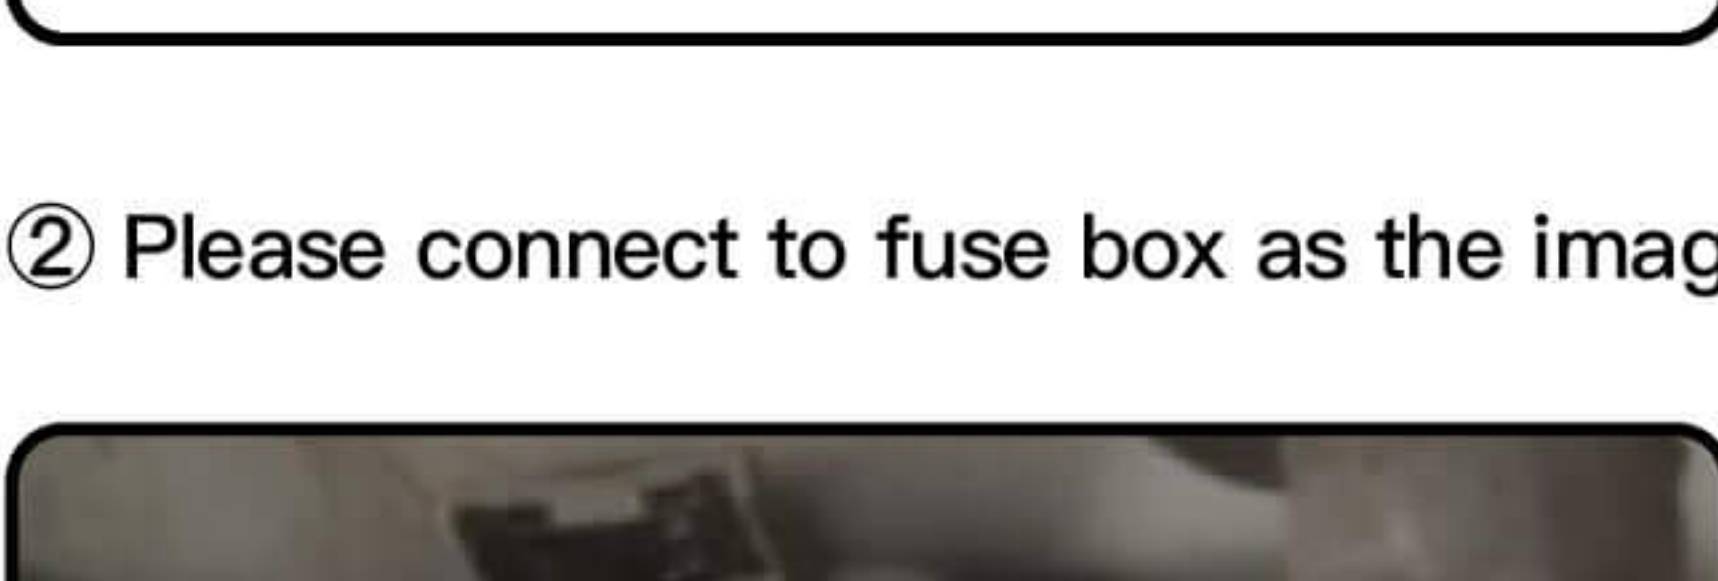 ② Please connect to fuse box as the imag